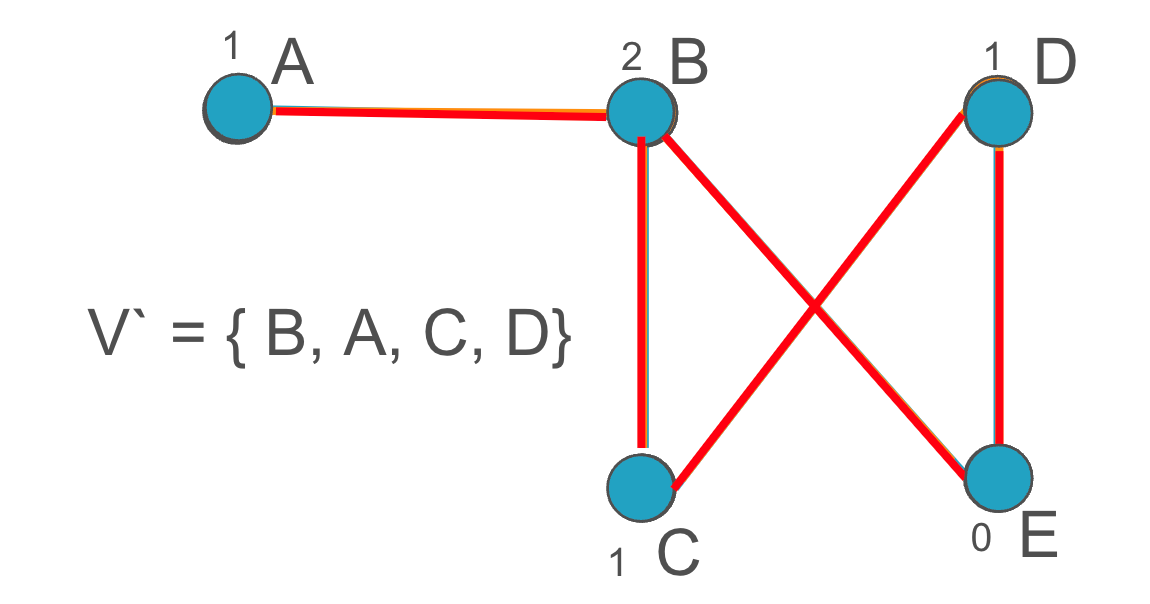 1 A
2 B
1 D
V` = { B, A, C, D}
1 C
0 E